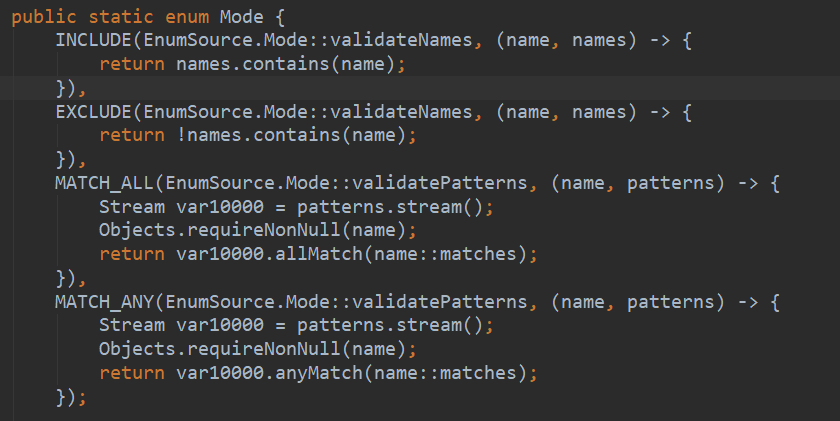 public static enum Mode {
    INCLUDE(EnumSource.Mode::validateNames, (name, names) -> {
        return names.contains(name);
    }),
    EXCLUDE(EnumSource.Mode::validateNames, (name, names) -> {
        return !names.contains(name);
    }),
    MATCH_ALL(EnumSource.Mode::validatePatterns, (name, patterns) -> {
        Stream var10000 = patterns.stream();
        Objects.requireNonNull(name);
        return var10000.allMatch(name::matches);
    }),
    MATCH_ANY(EnumSource.Mode::validatePatterns, (name, patterns) -> {
        Stream var10000 = patterns.stream();
        Objects.requireNonNull(name);
        return var10000.anyMatch(name::matches);
    });